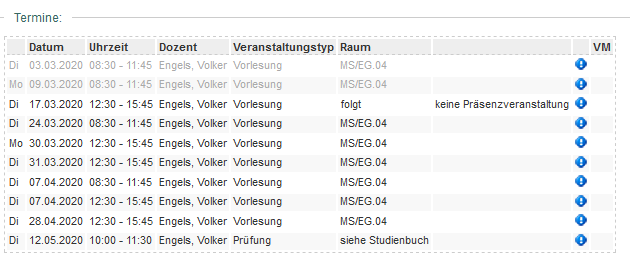 Termine:
Datum Uhrzeit Dozent Veranstaltungstyp Raum VM
Di 03.03.2020 08:30 - 11:45 Engels, Volker Vorlesung MS/EG.04
Mo 09.03.2020 08:30 - 11:45 Engels, Volker Vorlesung MS/EG.04
Di 17.03.2020 12:30 - 15:45 Engels, Volker Vorlesung folgt keine Präsenzveranstaltung
Di 24.03.2020 08:30 - 11:45 Engels, Volker Vorlesung MS/EG.04
Mo 30.03.2020 12:30 - 15:45 Engels, Volker Vorlesung MS/EG.04
Di 31.03.2020 12:30 - 15:45 Engels, Volker Vorlesung MS/EG.04
Di 07.04.2020 08:30 - 11:45 Engels, Volker Vorlesung MS/EG.04
Di 07.04.2020 12:30 - 15:45 Engels, Volker Vorlesung MS/EG.04
Di 28.04.2020 12:30 - 15:45 Engels, Volker Vorlesung MS/EG.04
Di 12.05.2020 10:00 - 11:30 Engels, Volker Prüfung siehe Studienbuch